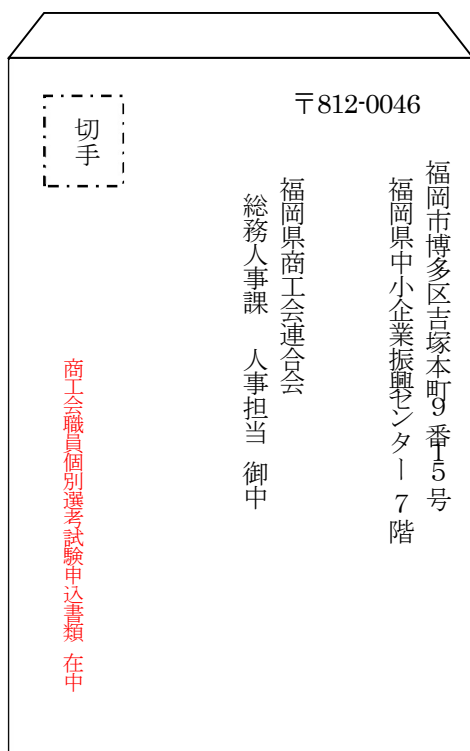 〒812-0046
福岡市博多区吉塚本町９番１５号
福岡県中小企業振興センター ７階
福岡県商工会連合会
総務人事課 人事担当 御中
切手
商工会職員個別選考試験申込書類 在中